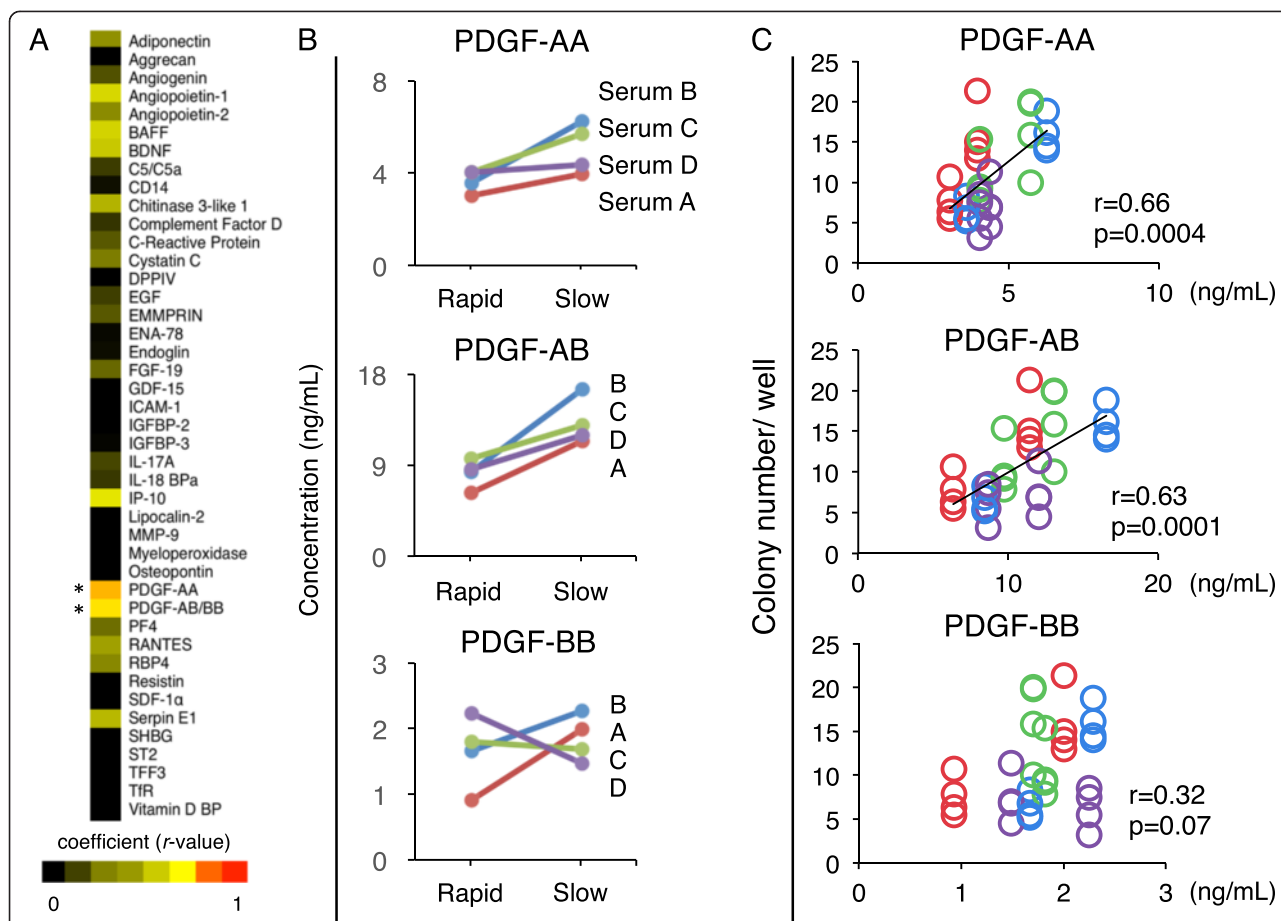 A
Adiponectin
Aggrecan
Angiogenin
Angiopoietin-1
Angiopoietin-2
BAFF
BDNF
C5/C5a
CD14
Chitinase 3-like 1
Complement Factor D
C-Reactive Protein
Cystatin C
DPPIV
EGF
EMMPRIN
ENA-78
Endoglin
FGF-19
GDF-15
ICAM-1
IGFBP-2
IGFBP-3
IL-17A
IL-18 BPa
IP-10
Lipocalin-2
MMP-9
Myeloperoxidase
Osteopontin
* PDGF-AA
* PDGF-AB/BB
PF4
RANTES
RBP4
Resistin
SDF-1α
Serpin E1
SHBG
ST2
TFF3
TfR
Vitamin D BP
coefficient (r-value)
0 1
B
Concentration (ng/mL)
PDGF-AA
8
4
0
Serum B
Serum C
Serum D
Serum A
Rapid Slow
PDGF-AB
18
9
0
B
C
D
A
Rapid Slow
PDGF-BB
3
2
1
0
B
A
C
D
Rapid Slow
C
Colony number/ well
PDGF-AA
25
20
15
10
5
0
r=0.66
p=0.0004
0 5 10 (ng/mL)
PDGF-AB
25
20
15
10
5
0
r=0.63
p=0.0001
0 10 20 (ng/mL)
PDGF-BB
25
20
15
10
5
0
r=0.32
p=0.07
0 1 2 3 (ng/mL)